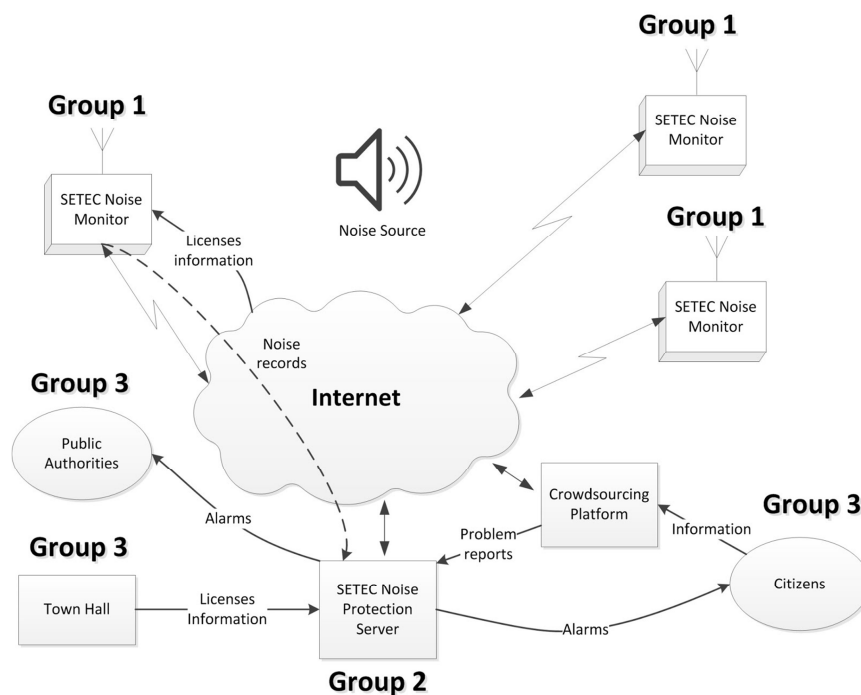 Group 1
SETEC Noise
Monitor
Group 1
SETEC Noise
Monitor
Noise Source
Licenses
information
Group 1
SETEC Noise
Monitor
Noise
records
Internet
Group 3
Public
Authorities
Alarms
Crowdsourcing
Platform
Problem
reports
Information
Group 3
Citizens
Group 3
Town Hall
Licenses
Information
SETEC Noise
Protection
Server
Alarms
Group 2